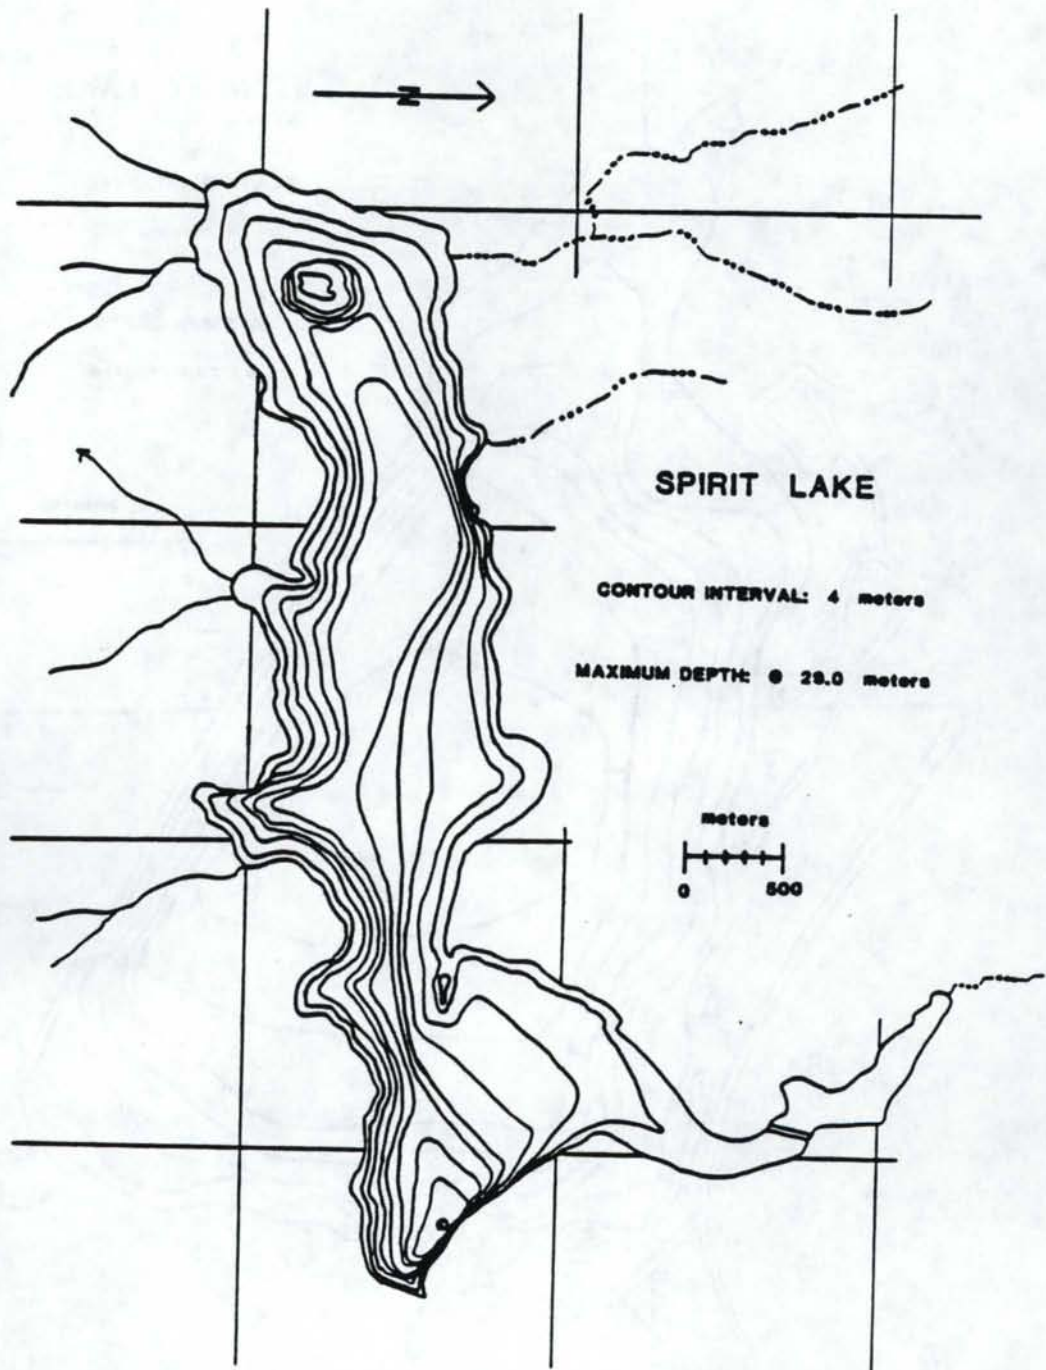 N
SPIRIT LAKE
CONTOUR INTERVAL: 4 meters
MAXIMUM DEPTH: @ 29.0 meters
meters
0 500